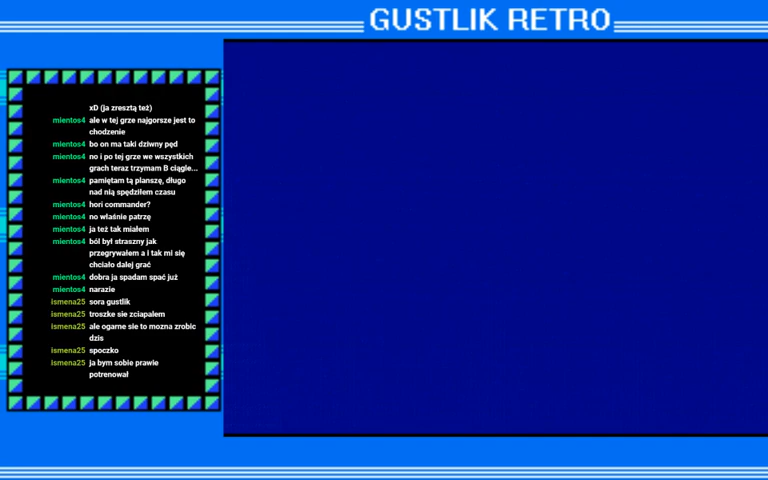 GUSTLIK RETRO
xD (ja zresztą też)
mientos4 ale w tej grze najgorsze jest to
chodzenie
mientos4 bo on ma taki dziwny pęd
mientos4 no i po tej grze we wszystkich
grach teraz trzymam B ciągle...
mientos4 pamiętam tą planszę, długo
nad nią spędziłem czasu
mientos4 hori commander?
mientos4 no właśnie patrzę
mientos4 ja też tak miałem
mientos4 ból był straszny jak
przegrywałem a i tak mi się
chciało dalej grać
mientos4 dobra ja spadam spać już
mientos4 narazie
ismena25 sora gustlik
ismena25 troszke sie zciapalem
ismena25 ale ogarne sie to mozna zrobic
dzis
ismena25 spoczko
ismena25 ja bym sobie prawie
potrenował